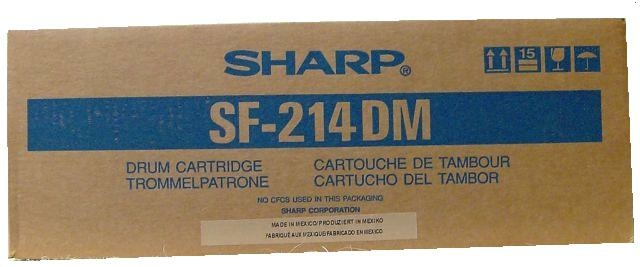 SHARP®
15
SF-214DM
DRUM CARTRIDGE CARTOUCHE DE TAMBOUR
TROMMELPATRONE CARTUCHO DEL TAMBOR
NO CFCS USED IN THIS PACKAGING
SHARP CORPORATION
MADE IN MEXICO/PRODUZIERT IN MEXIKO
FABRIQUÉ AUX MEXIQUE/FABRICADO EN MEXICO